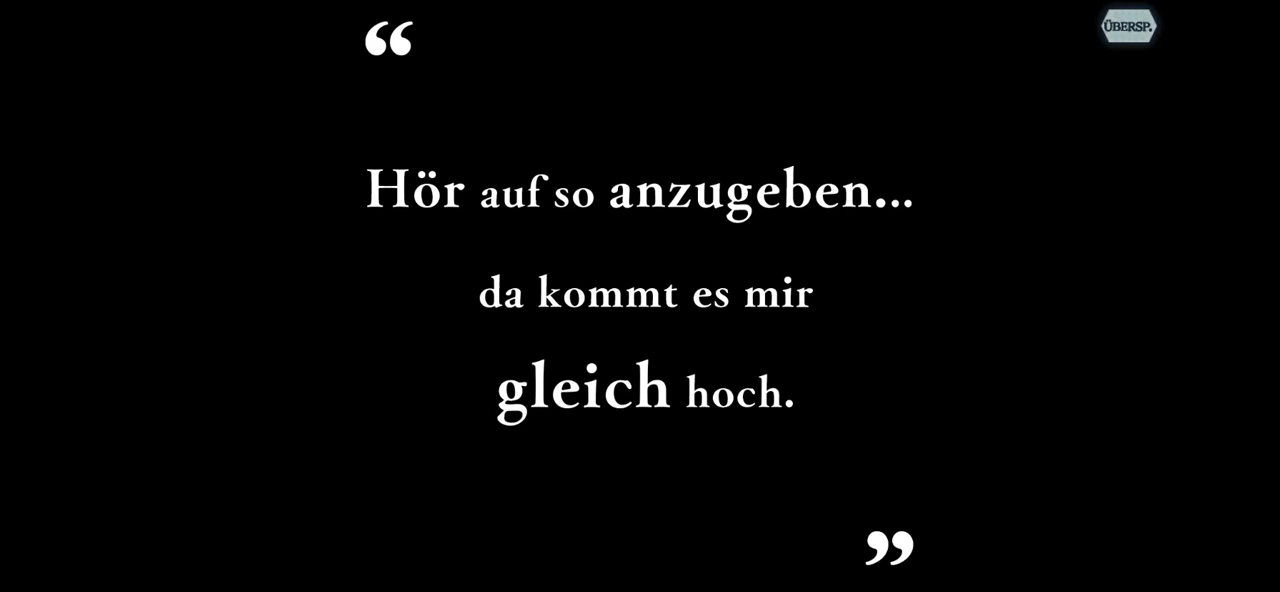 “
ÜBERSP.
Hör auf so anzugeben...
da kommt es mir
gleich hoch.
”